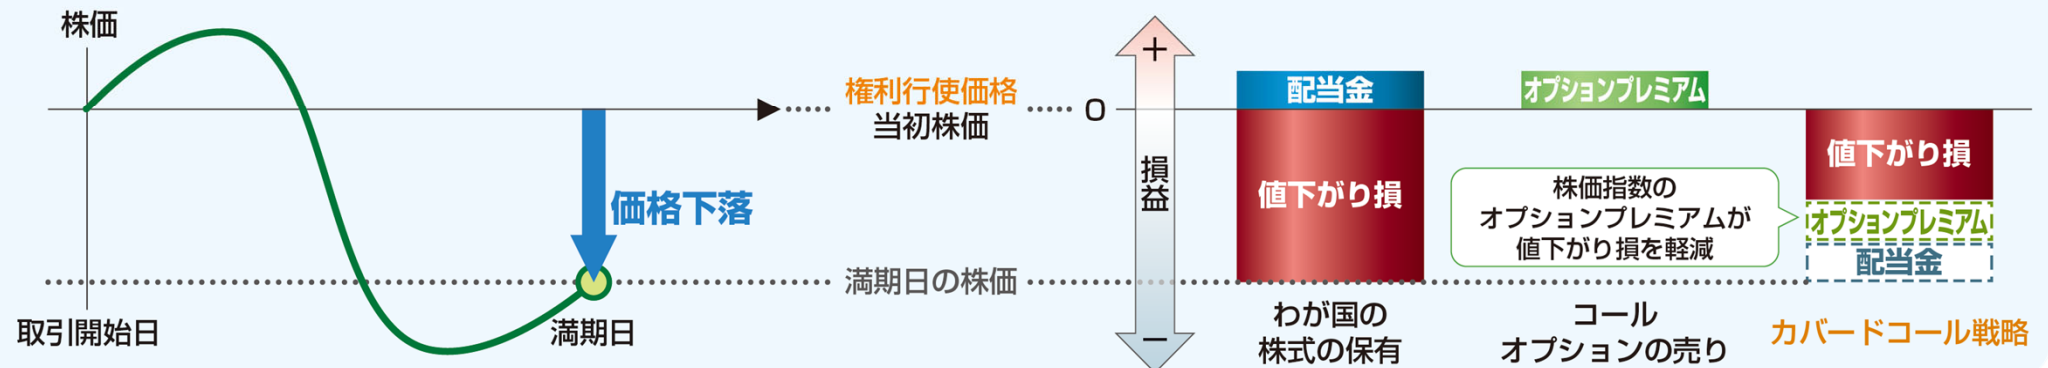 株価
取引開始日
価格下落
満期日
権利行使価格
当初株価
満期日の株価
＋
0
損益
−
配当金
値下がり損
わが国の
株式の保有
オプションプレミアム
株価指数の
オプションプレミアムが
値下がり損を軽減
コール
オプションの売り
値下がり損
オプションプレミアム
配当金
カバードコール戦略